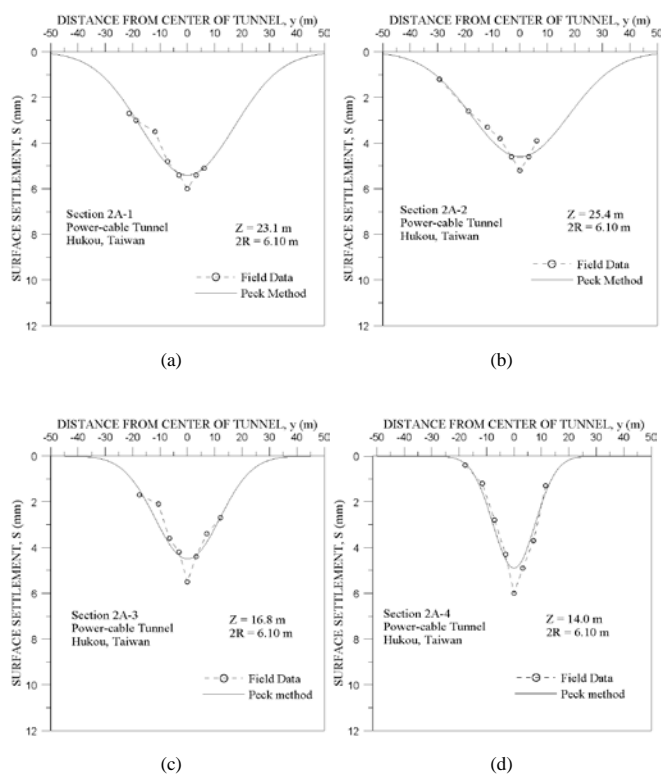 DISTANCE FROM CENTER OF TUNNEL, y (m)
-50 -40 -30 -20 -10 0 10 20 30 40 50
0
2
4
6
8
10
12
SURFACE SETTLEMENT, S (mm)
Section 2A-1
Power-cable Tunnel
Hukou, Taiwan
Z = 23.1 m
2R = 6.10 m
Field Data
Peck Method
(a)
DISTANCE FROM CENTER OF TUNNEL, y (m)
-50 -40 -30 -20 -10 0 10 20 30 40 50
0
2
4
6
8
10
12
SURFACE SETTLEMENT, S (mm)
Section 2A-2
Power-cable Tunnel
Hukou, Taiwan
Z = 25.4 m
2R = 6.10 m
Field Data
Peck Method
(b)
DISTANCE FROM CENTER OF TUNNEL, y (m)
-50 -40 -30 -20 -10 0 10 20 30 40 50
0
2
4
6
8
10
12
SURFACE SETTLEMENT, S (mm)
Section 2A-3
Power-cable Tunnel
Hukou, Taiwan
Z = 16.8 m
2R = 6.10 m
Field Data
Peck method
(c)
DISTANCE FROM CENTER OF TUNNEL, y (m)
-50 -40 -30 -20 -10 0 10 20 30 40 50
0
2
4
6
8
10
12
SURFACE SETTLEMENT, S (mm)
Section 2A-4
Power-cable Tunnel
Hukou, Taiwan
Z = 14.0 m
2R = 6.10 m
Field Data
Peck method
(d)